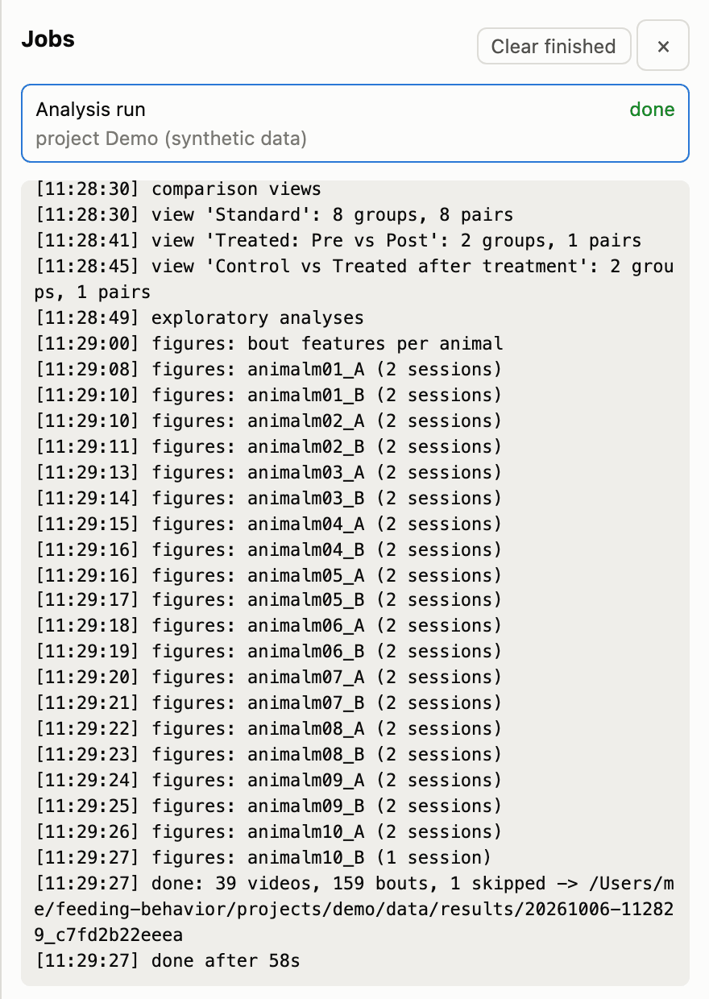 Jobs
Clear finished
×
Analysis run
done
project Demo (synthetic data)
[11:28:30] comparison views
[11:28:30] view 'Standard': 8 groups, 8 pairs
[11:28:41] view 'Treated: Pre vs Post': 2 groups, 1 pairs
[11:28:45] view 'Control vs Treated after treatment': 2 grou
ps, 1 pairs
[11:28:49] exploratory analyses
[11:29:00] figures: bout features per animal
[11:29:08] figures: animalm01_A (2 sessions)
[11:29:10] figures: animalm01_B (2 sessions)
[11:29:10] figures: animalm02_A (2 sessions)
[11:29:11] figures: animalm02_B (2 sessions)
[11:29:13] figures: animalm03_A (2 sessions)
[11:29:14] figures: animalm03_B (2 sessions)
[11:29:15] figures: animalm04_A (2 sessions)
[11:29:16] figures: animalm04_B (2 sessions)
[11:29:16] figures: animalm05_A (2 sessions)
[11:29:17] figures: animalm05_B (2 sessions)
[11:29:18] figures: animalm06_A (2 sessions)
[11:29:19] figures: animalm06_B (2 sessions)
[11:29:20] figures: animalm07_A (2 sessions)
[11:29:21] figures: animalm07_B (2 sessions)
[11:29:22] figures: animalm08_A (2 sessions)
[11:29:23] figures: animalm08_B (2 sessions)
[11:29:24] figures: animalm09_A (2 sessions)
[11:29:25] figures: animalm09_B (2 sessions)
[11:29:26] figures: animalm10_A (2 sessions)
[11:29:27] figures: animalm10_B (1 session)
[11:29:27] done: 39 videos, 159 bouts, 1 skipped -> /Users/m
e/feeding-behavior/projects/demo/data/results/20261006-11282
9_c7fd2b22eeea
[11:29:27] done after 58s